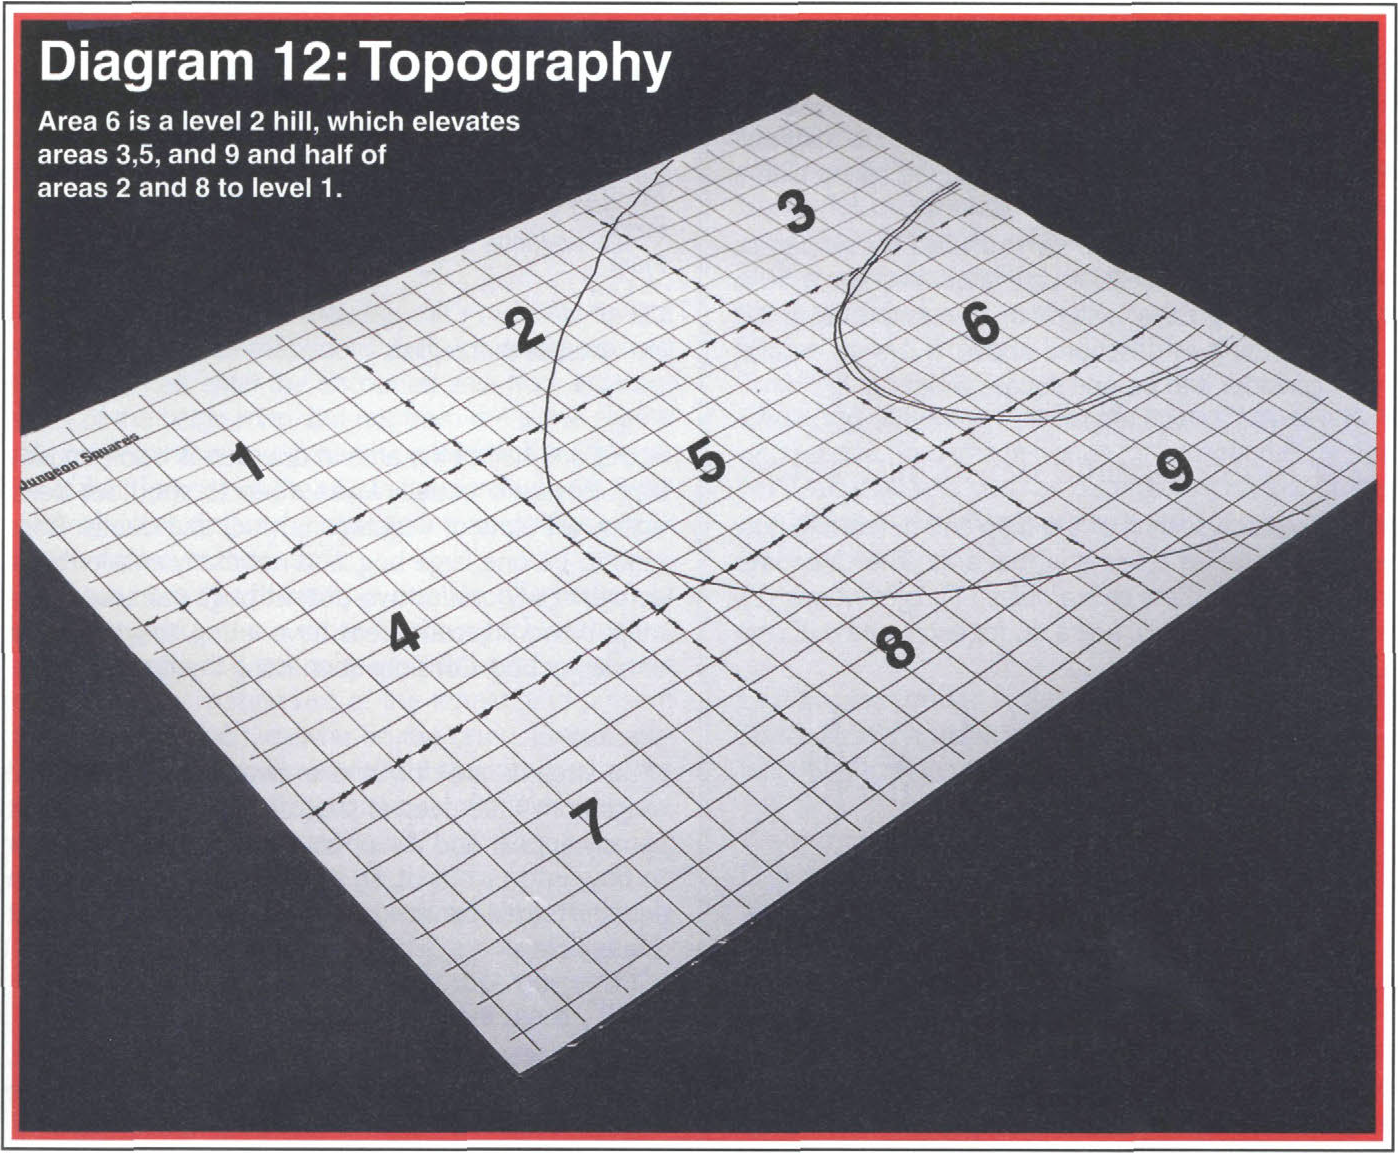 Diagram 12: Topography
Area 6 is a level 2 hill, which elevates
areas 3,5, and 9 and half of
areas 2 and 8 to level 1.
3
6
2
5
9
1
Dungeon Squares
4
8
7